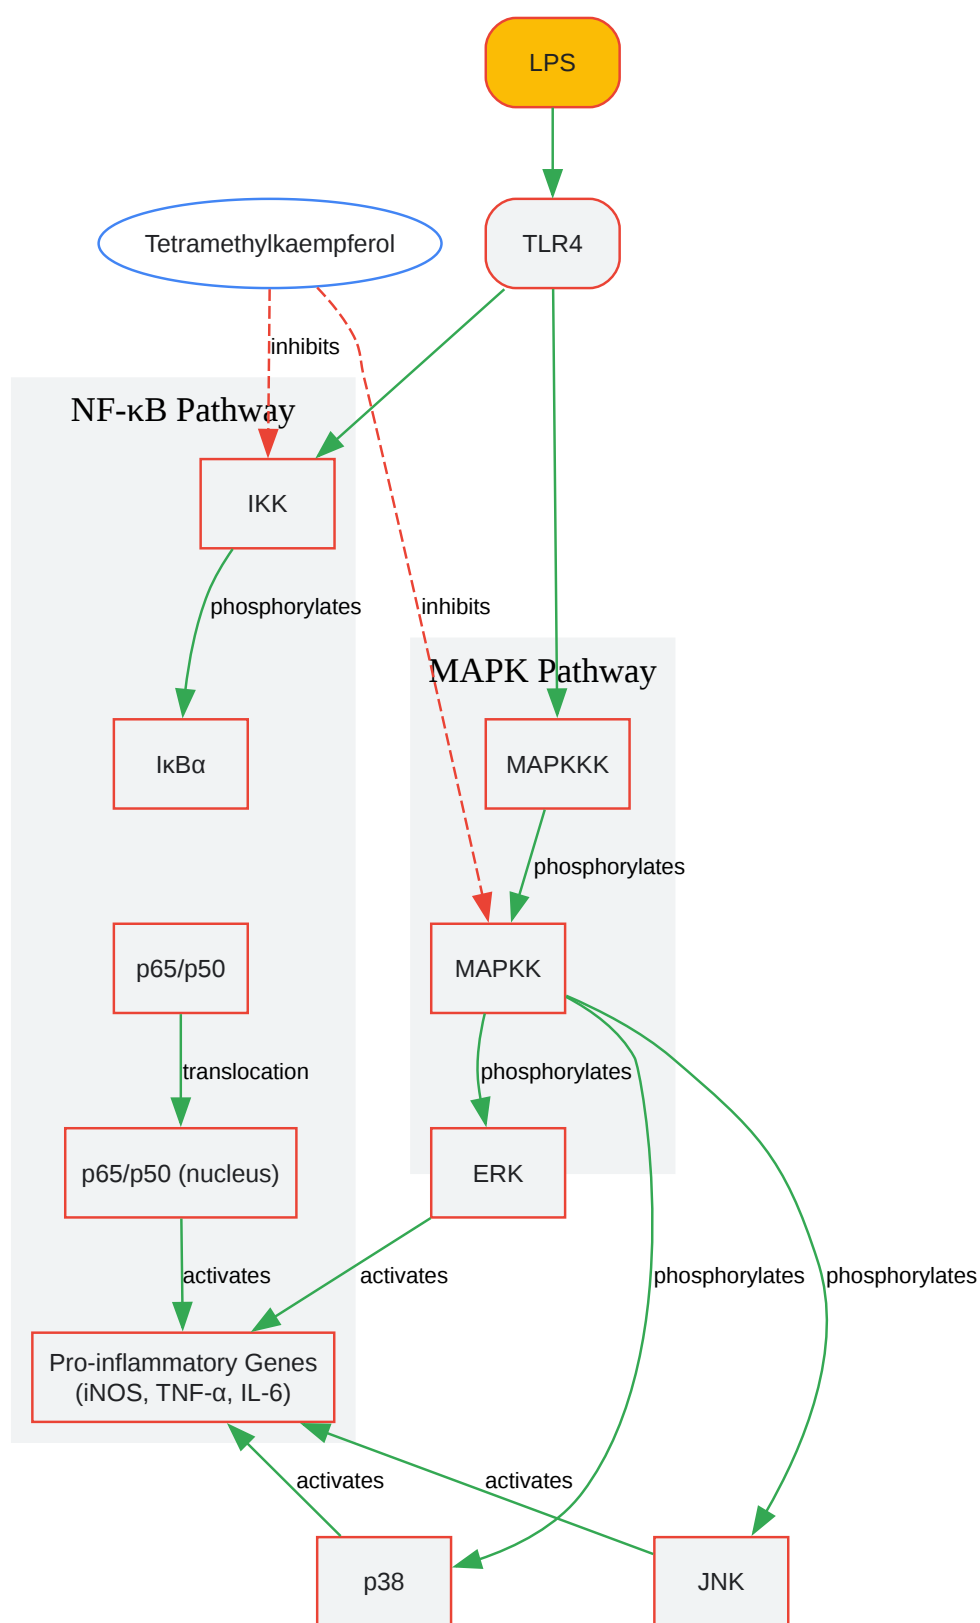 LPS
Tetramethylkaempferol
TLR4
inhibits
NF-κB Pathway
IKK
phosphorylates
inhibits
MAPK Pathway
IκBα
MAPKKK
phosphorylates
p65/p50
MAPKK
translocation
phosphorylates
p65/p50 (nucleus)
ERK
activates
activates
phosphorylates
phosphorylates
Pro-inflammatory Genes
(iNOS, TNF-α, IL-6)
activates
activates
p38
JNK